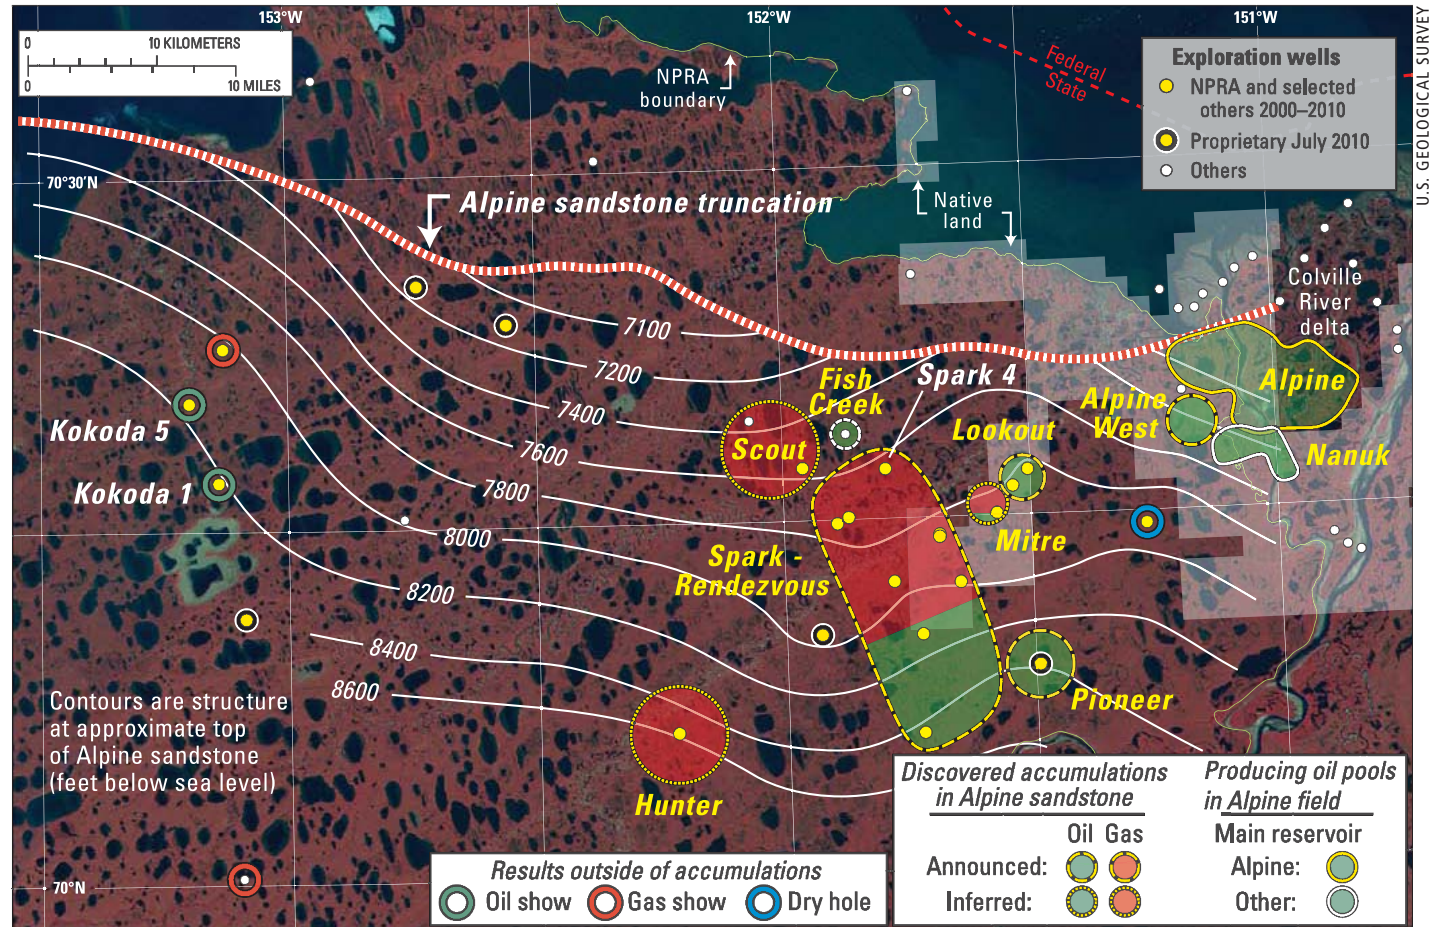 153°W
152°W
151°W
U.S. GEOLOGICAL SURVEY
0
10 KILOMETERS
0
10 MILES
NPRA
boundary
Federal
State
Exploration wells
NPRA and selected
others 2000–2010
Proprietary July 2010
Others
70°30'N
Alpine sandstone truncation
Native
land
Colville
River
delta
7100
7200
7400
7600
7800
8000
8200
8400
8600
Fish
Creek
Spark 4
Alpine
Alpine
West
Nanuk
Lookout
Scout
Kokoda 5
Kokoda 1
Mitre
Spark -
Rendezvous
Pioneer
Hunter
Contours are structure
at approximate top
of Alpine sandstone
(feet below sea level)
70°N
Results outside of accumulations
Oil show
Gas show
Dry hole
Discovered accumulations
in Alpine sandstone
Oil Gas
Announced:
Inferred:
Producing oil pools
in Alpine field
Main reservoir
Alpine:
Other: